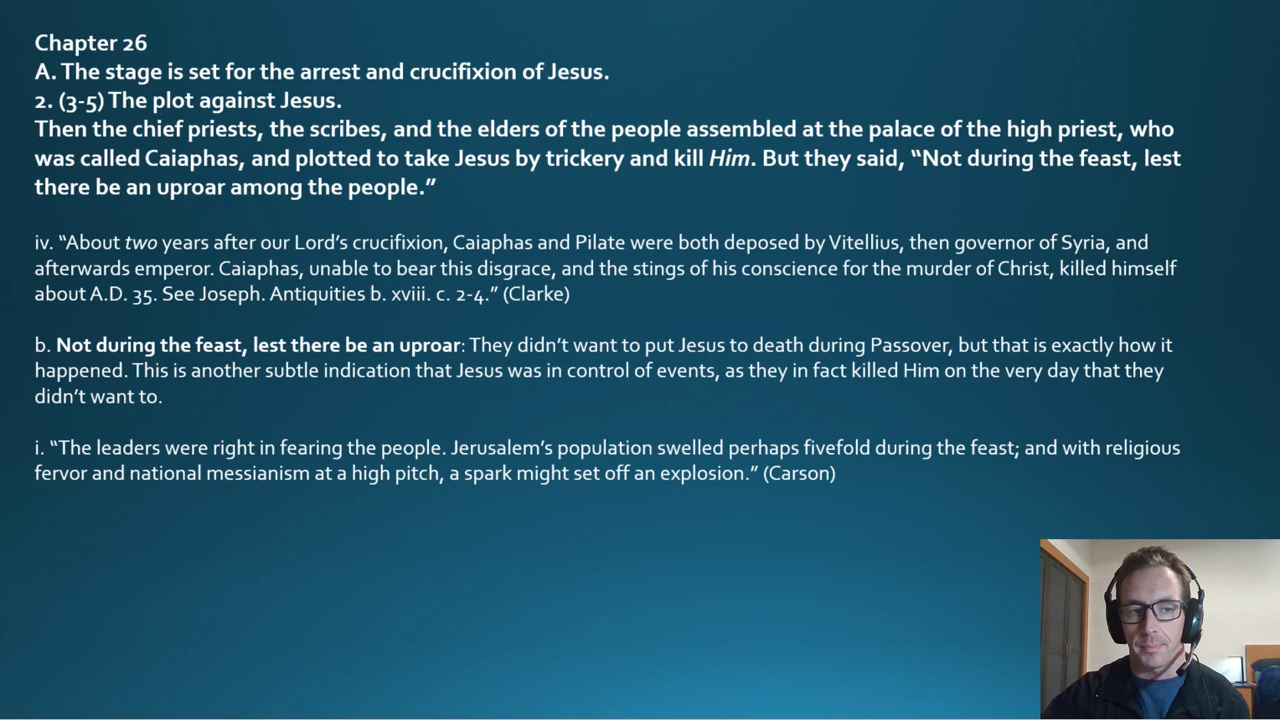 Chapter 26
A. The stage is set for the arrest and crucifixion of Jesus.
2. (3-5) The plot against Jesus.
Then the chief priests, the scribes, and the elders of the people assembled at the palace of the high priest, who
was called Caiaphas, and plotted to take Jesus by trickery and kill Him. But they said, “Not during the feast, lest
there be an uproar among the people.”
iv. “About two years after our Lord’s crucifixion, Caiaphas and Pilate were both deposed by Vitellius, then governor of Syria, and
afterwards emperor. Caiaphas, unable to bear this disgrace, and the stings of his conscience for the murder of Christ, killed himself
about A.D. 35. See Joseph. Antiquities b. xviii. c. 2-4.” (Clarke)
b. Not during the feast, lest there be an uproar: They didn’t want to put Jesus to death during Passover, but that is exactly how it
happened. This is another subtle indication that Jesus was in control of events, as they in fact killed Him on the very day that they
didn’t want to.
i. “The leaders were right in fearing the people. Jerusalem’s population swelled perhaps fivefold during the feast; and with religious
fervor and national messianism at a high pitch, a spark might set off an explosion.” (Carson)